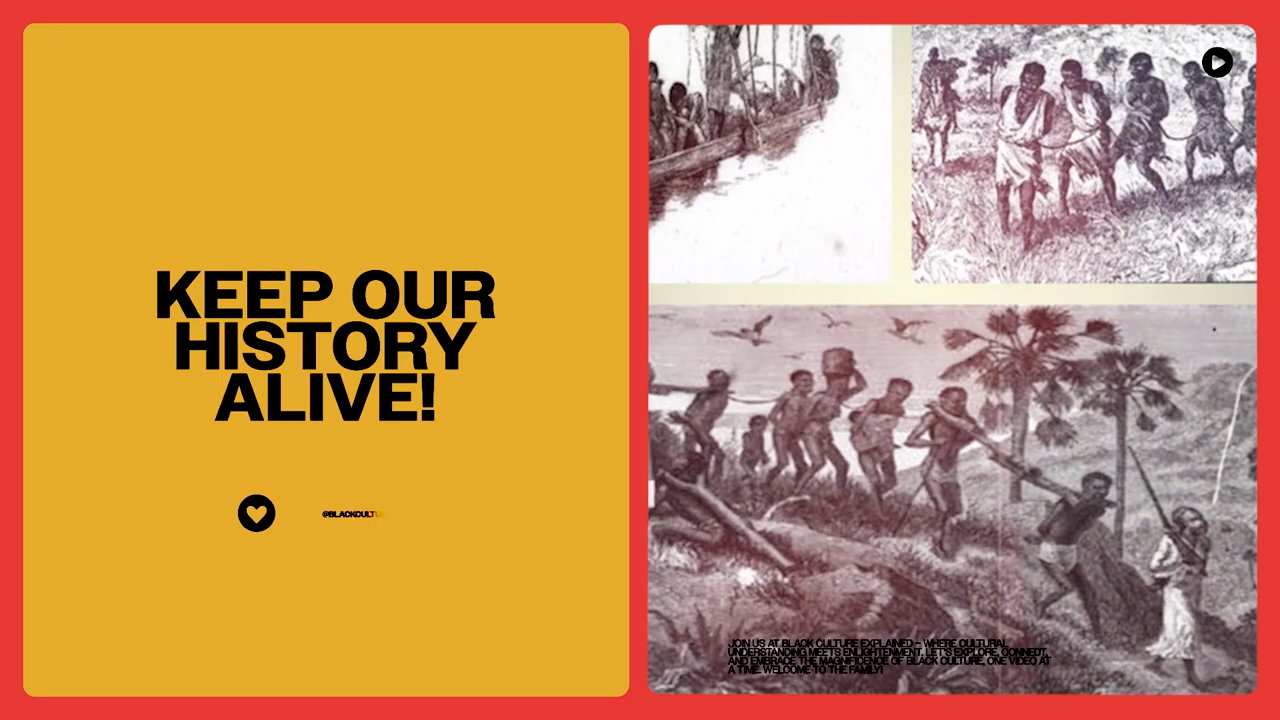 KEEP OUR
HISTORY
ALIVE!
@BLACKCULTU
JOIN US AT BLACK CULTURE EXPLAINED – WHERE CULTURAL
UNDERSTANDING MEETS ENLIGHTENMENT. LET'S EXPLORE, CONNECT,
AND EMBRACE THE MAGNIFICENCE OF BLACK CULTURE, ONE VIDEO AT
A TIME. WELCOME TO THE FAMILY!